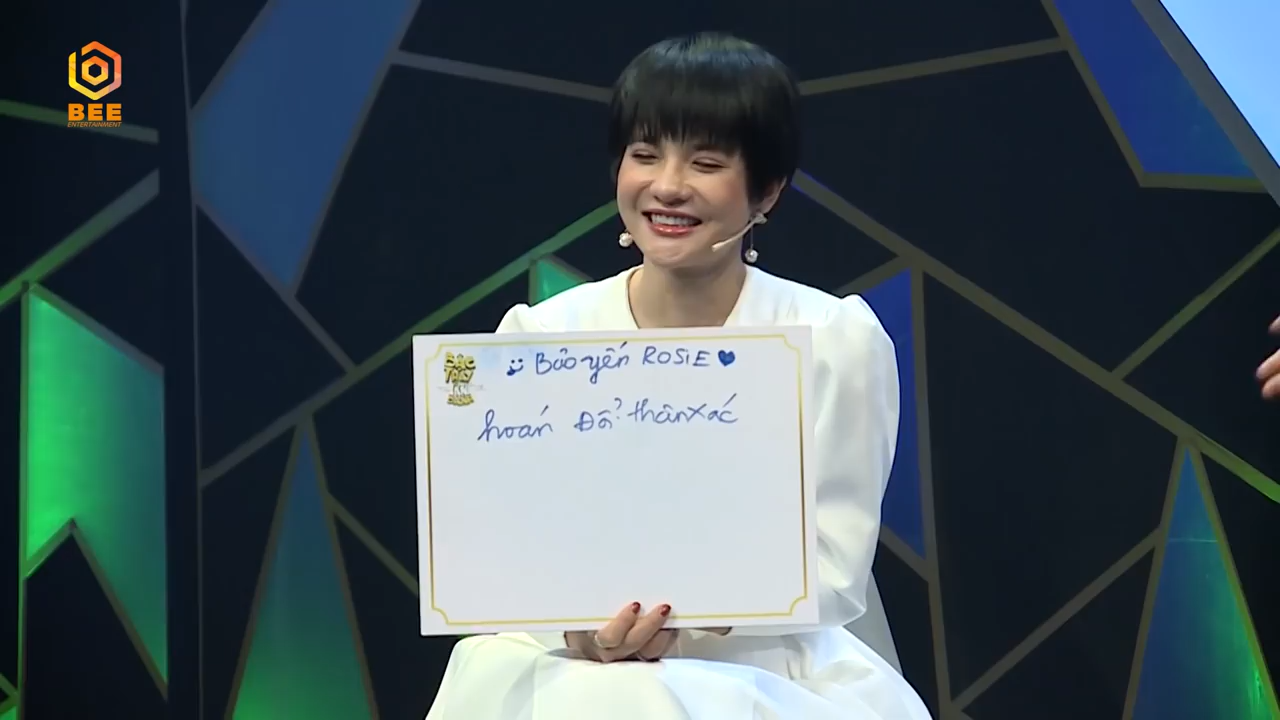 BEE
ENTERTAINMENT
Bảo yến ROSIE
hoán Đổi thân xác